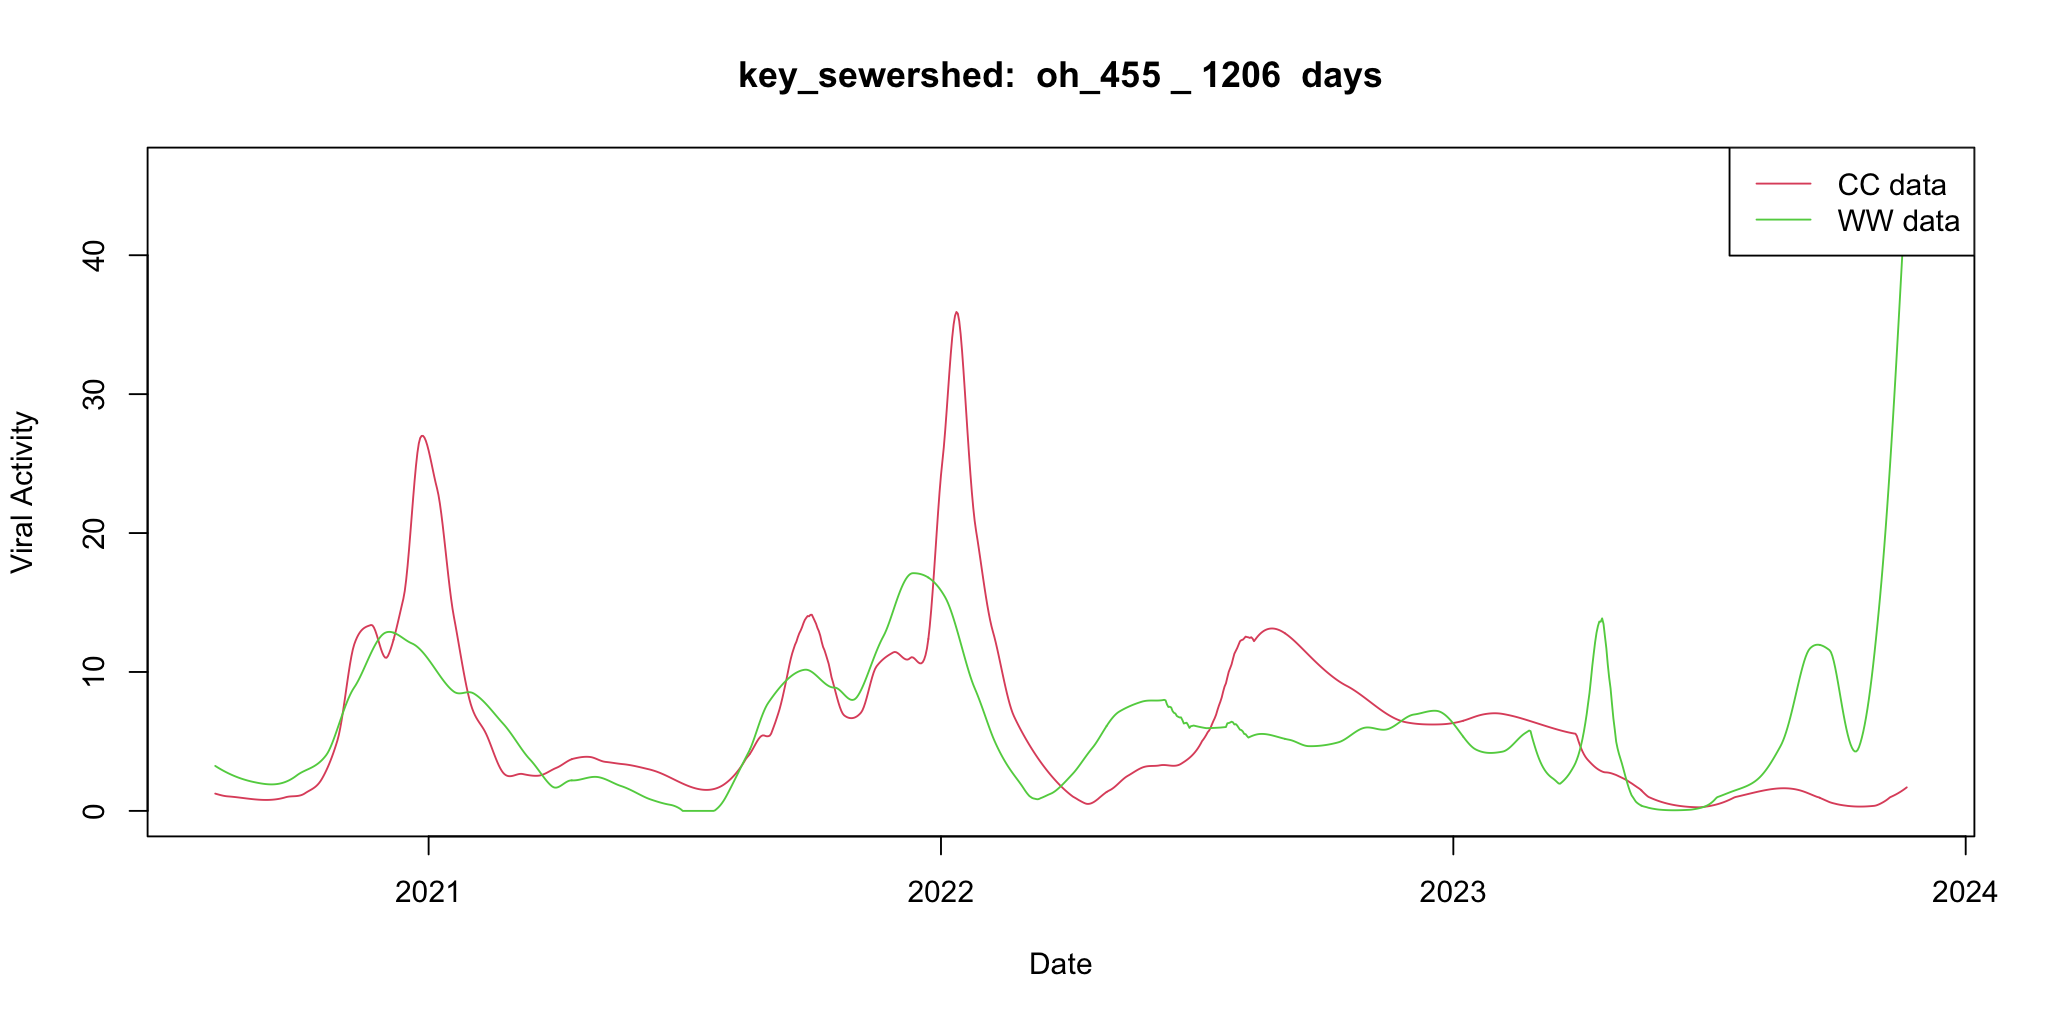 key_sewershed:  oh_455 _ 1206  days
CC data
WW data
Viral Activity
40
30
20
10
0
2021
2022
2023
2024
Date